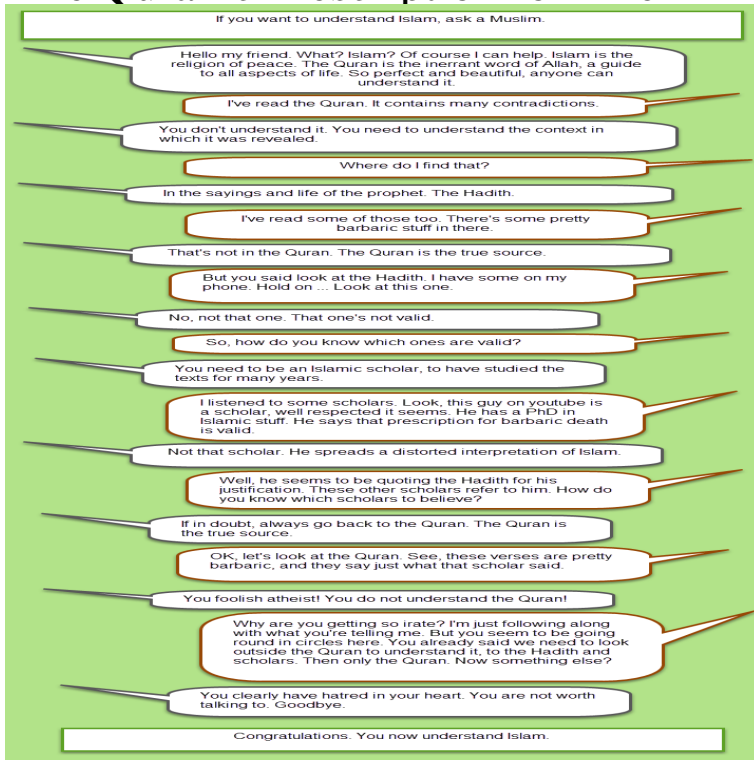 If you want to understand Islam, ask a Muslim.
Hello my friend. What? Islam? Of course I can help. Islam is the
religion of peace. The Quran is the inerrant word of Allah, a guide
to all aspects of life. So perfect and beautiful, anyone can
understand it.
I've read the Quran. It contains many contradictions.
You don't understand it. You need to understand the context in
which it was revealed.
Where do I find that?
In the sayings and life of the prophet. The Hadith.
I've read some of those too. There's some pretty
barbaric stuff in there.
That's not in the Quran. The Quran is the true source.
But you said look at the Hadith. I have some on my
phone. Hold on ... Look at this one.
No, not that one. That one's not valid.
So, how do you know which ones are valid?
You need to be an Islamic scholar, to have studied the
texts for many years.
I listened to some scholars. Look, this guy on youtube is
a scholar, well respected it seems. He has a PhD in
Islamic stuff. He says that prescription for barbaric death
is valid.
Not that scholar. He spreads a distorted interpretation of Islam.
Well, he seems to be quoting the Hadith for his
justification. These other scholars refer to him. How do
you know which scholars to believe?
If in doubt, always go back to the Quran. The Quran is
the true source.
OK, let's look at the Quran. See, these verses are pretty
barbaric, and they say just what that scholar said.
You foolish atheist! You do not understand the Quran!
Why are you getting so irate? I'm just following along
with what you're telling me. But you seem to be going
round in circles here. You already said we need to look
outside the Quran to understand it, to the Hadith and
scholars. Then only the Quran. Now something else?
You clearly have hatred in your heart. You are not worth
talking to. Goodbye.
Congratulations. You now understand Islam.